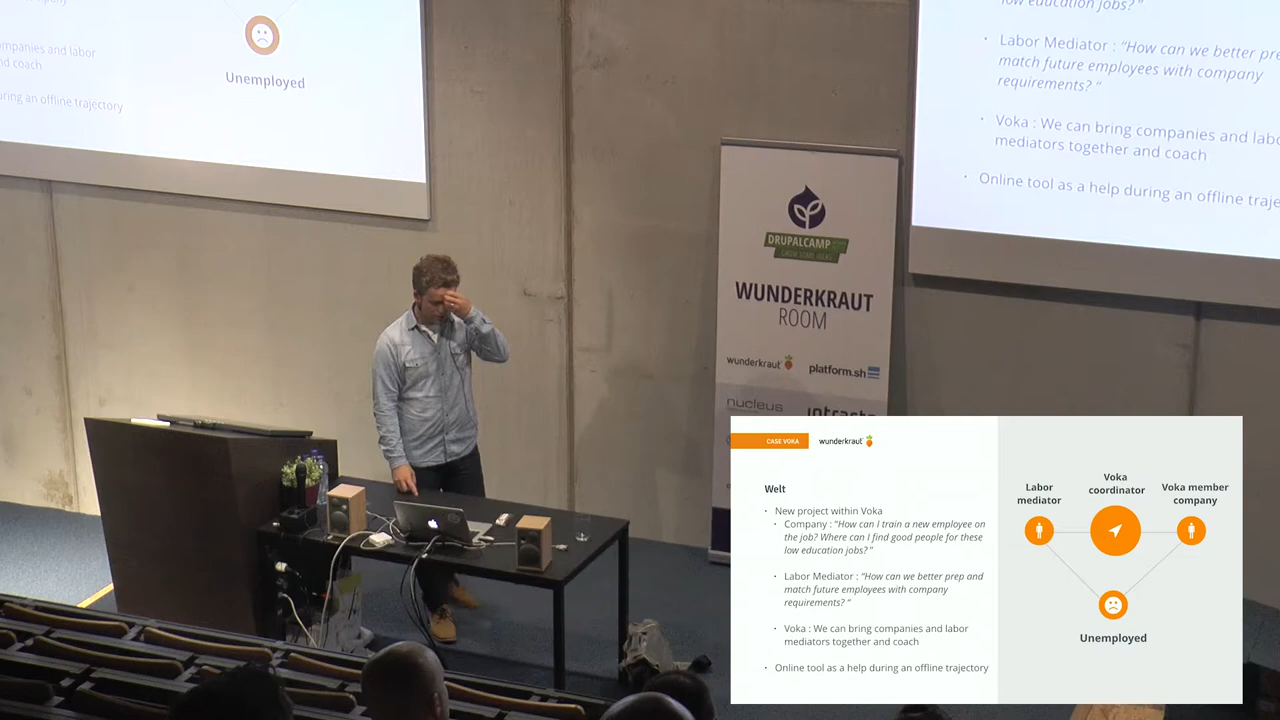 mpany
ompanies and labor
nd coach
uring an offline trajectory
Unemployed
low education jobs?"
· Labor Mediator : "How can we better pre
match future employees with company
requirements? "
· Voka : We can bring companies and labo
mediators together and coach
· Online tool as a help during an offline traje
DRUPALCAMP
WUNDERKRAUT
ROOM
wunderkraut
platform.sh
nucleus
CASE VOKA
wunderkraut
Welt
· New project within Voka
· Company : "How can I train a new employee on
the job? Where can I find good people for these
low education jobs?"
· Labor Mediator : "How can we better prep and
match future employees with company
requirements? "
· Voka : We can bring companies and labor
mediators together and coach
· Online tool as a help during an offline trajectory
Labor
mediator
Voka
coordinator
Voka member
company
Unemployed